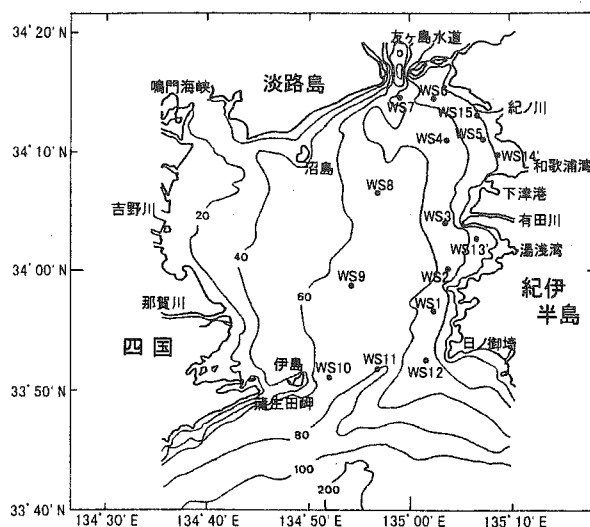 34°20' N
友ヶ島水道
淡路島
鳴門海峡
WS6
WS7
WS15
紀ノ川
34°10' N
WS4
WS5
WS14
和歌浦湾
沼島
下津港
WS8
吉野川
20
WS3
有田川
40
WS13
湯浅湾
34°00' N
WS2
WS9
60
紀伊
半島
那賀川
WS1
四国
日ノ御埼
伊島
WS10
WS11
WS12
33°50' N
蒲生田岬
80
100
200
33°40' N
134°30' E
134°40' E
134°50' E
135°00' E
135°10' E